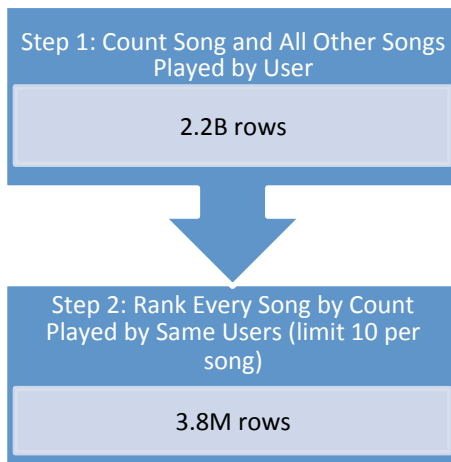 Step 1: Count Song and All Other Songs
Played by User
2.2B rows
Step 2: Rank Every Song by Count
Played by Same Users (limit 10 per
song)
3.8M rows